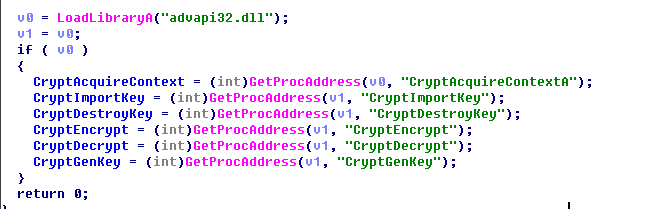 v0 = LoadLibraryA("advapi32.dll");
v1 = v0;
if ( v0 )
{
CryptAcquireContext = (int)GetProcAddress(v0, "CryptAcquireContextA");
CryptImportKey = (int)GetProcAddress(v1, "CryptImportKey");
CryptDestroyKey = (int)GetProcAddress(v1, "CryptDestroyKey");
CryptEncrypt = (int)GetProcAddress(v1, "CryptEncrypt");
CryptDecrypt = (int)GetProcAddress(v1, "CryptDecrypt");
CryptGenKey = (int)GetProcAddress(v1, "CryptGenKey");
}
return 0;